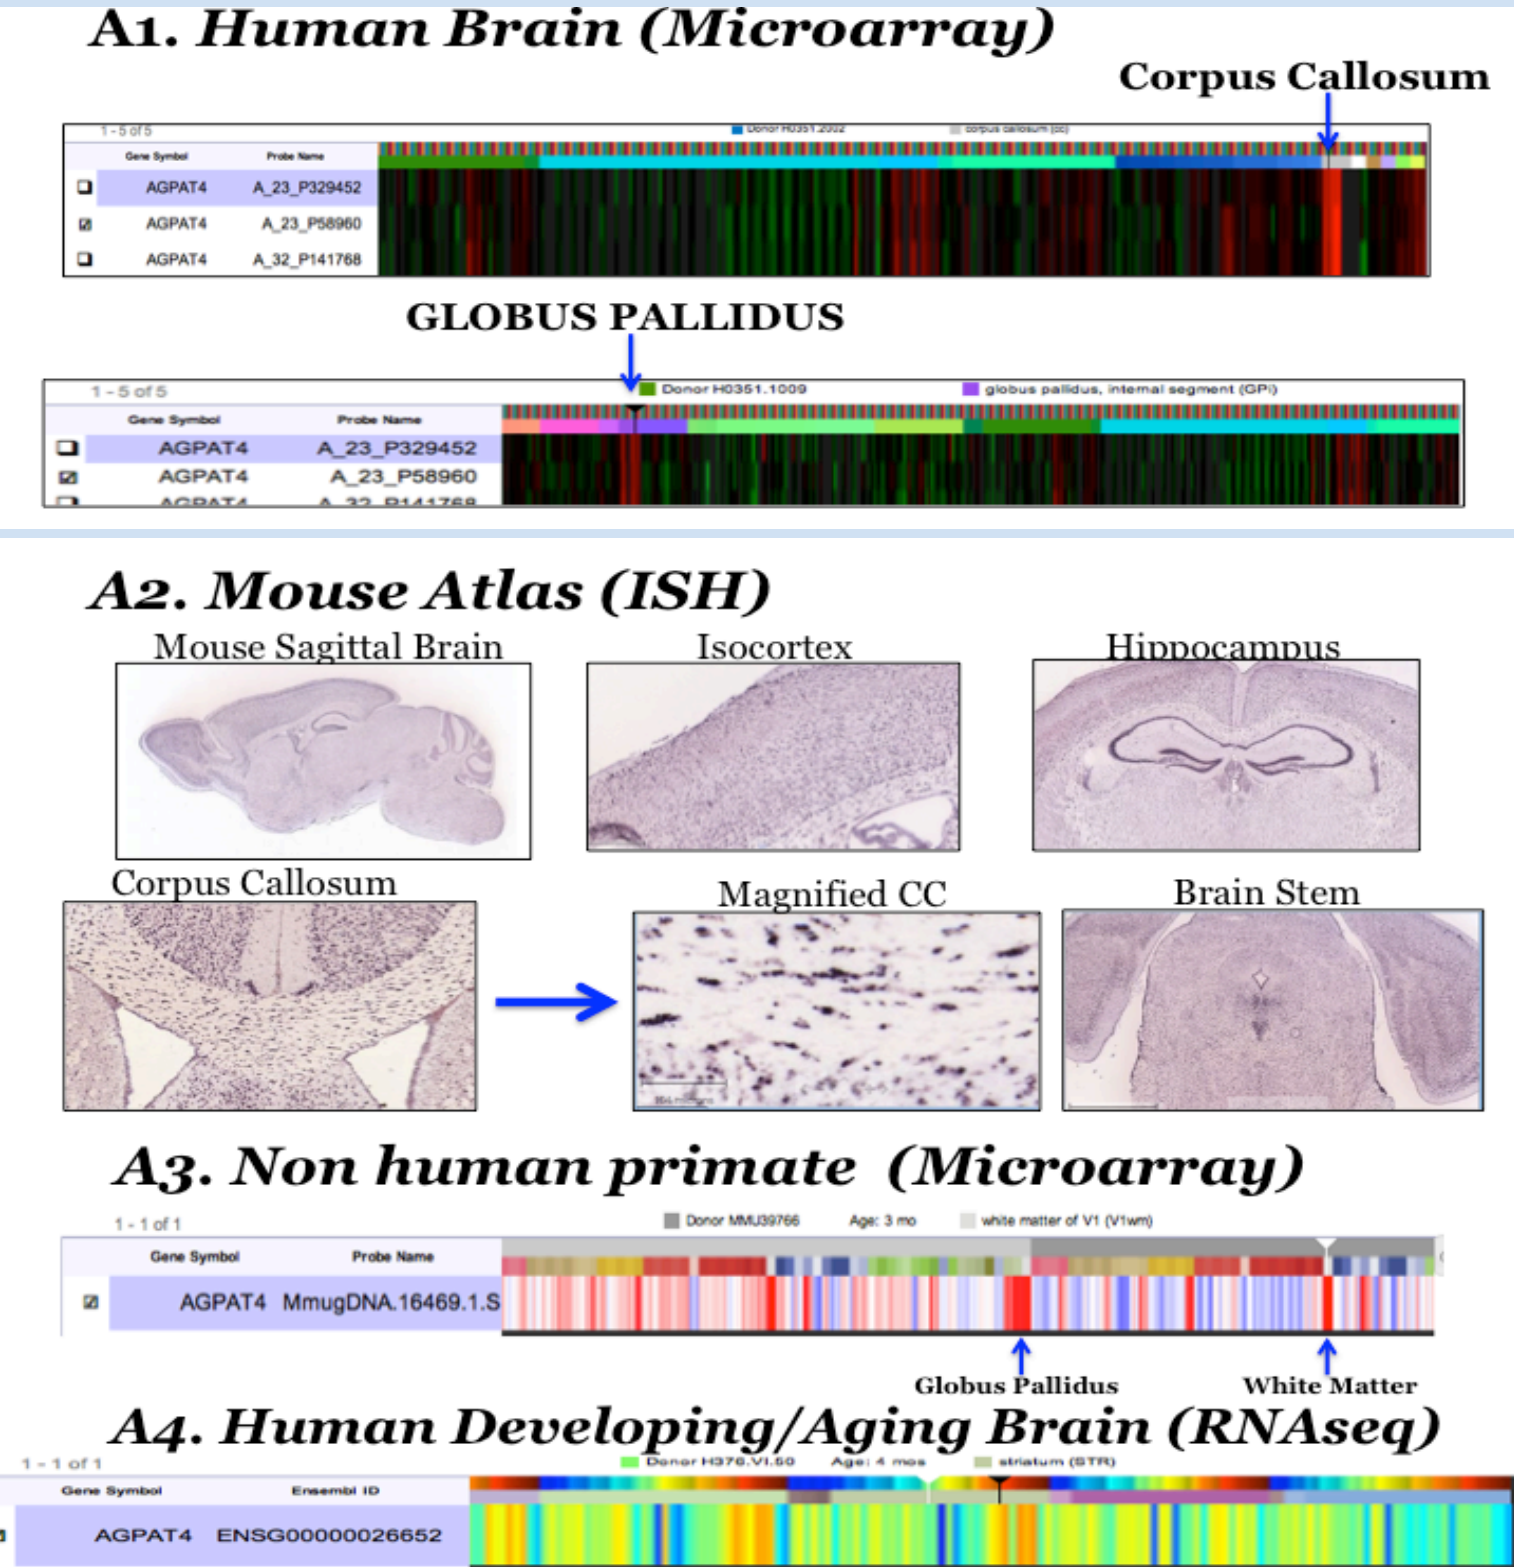 A1. Human Brain (Microarray)
Corpus Callosum
1 - 5 of 5 Donor H0351.2002 corpus callosum (cc)
Gene Symbol Probe Name
AGPAT4 A_23_P329452
AGPAT4 A_23_P58960
AGPAT4 A_32_P141768
GLOBUS PALLIDUS
1 - 5 of 5 Donor H0351.1009 globus pallidus, internal segment (GPi)
Gene Symbol Probe Name
AGPAT4 A_23_P329452
AGPAT4 A_23_P58960
AGPAT4 A_32_P141768
A2. Mouse Atlas (ISH)
Mouse Sagittal Brain Isocortex Hippocampus
Corpus Callosum Magnified CC Brain Stem
A3. Non human primate (Microarray)
1 - 1 of 1 Donor MMU39766 Age: 3 mo white matter of V1 (V1wm)
Gene Symbol Probe Name
AGPAT4 MmugDNA.16469.1.S
Globus Pallidus White Matter
A4. Human Developing/Aging Brain (RNAseq)
1 - 1 of 1 Donor H376.VI.50 Age: 4 mos striatum (STR)
Gene Symbol Ensembl ID
AGPAT4 ENSG00000026652